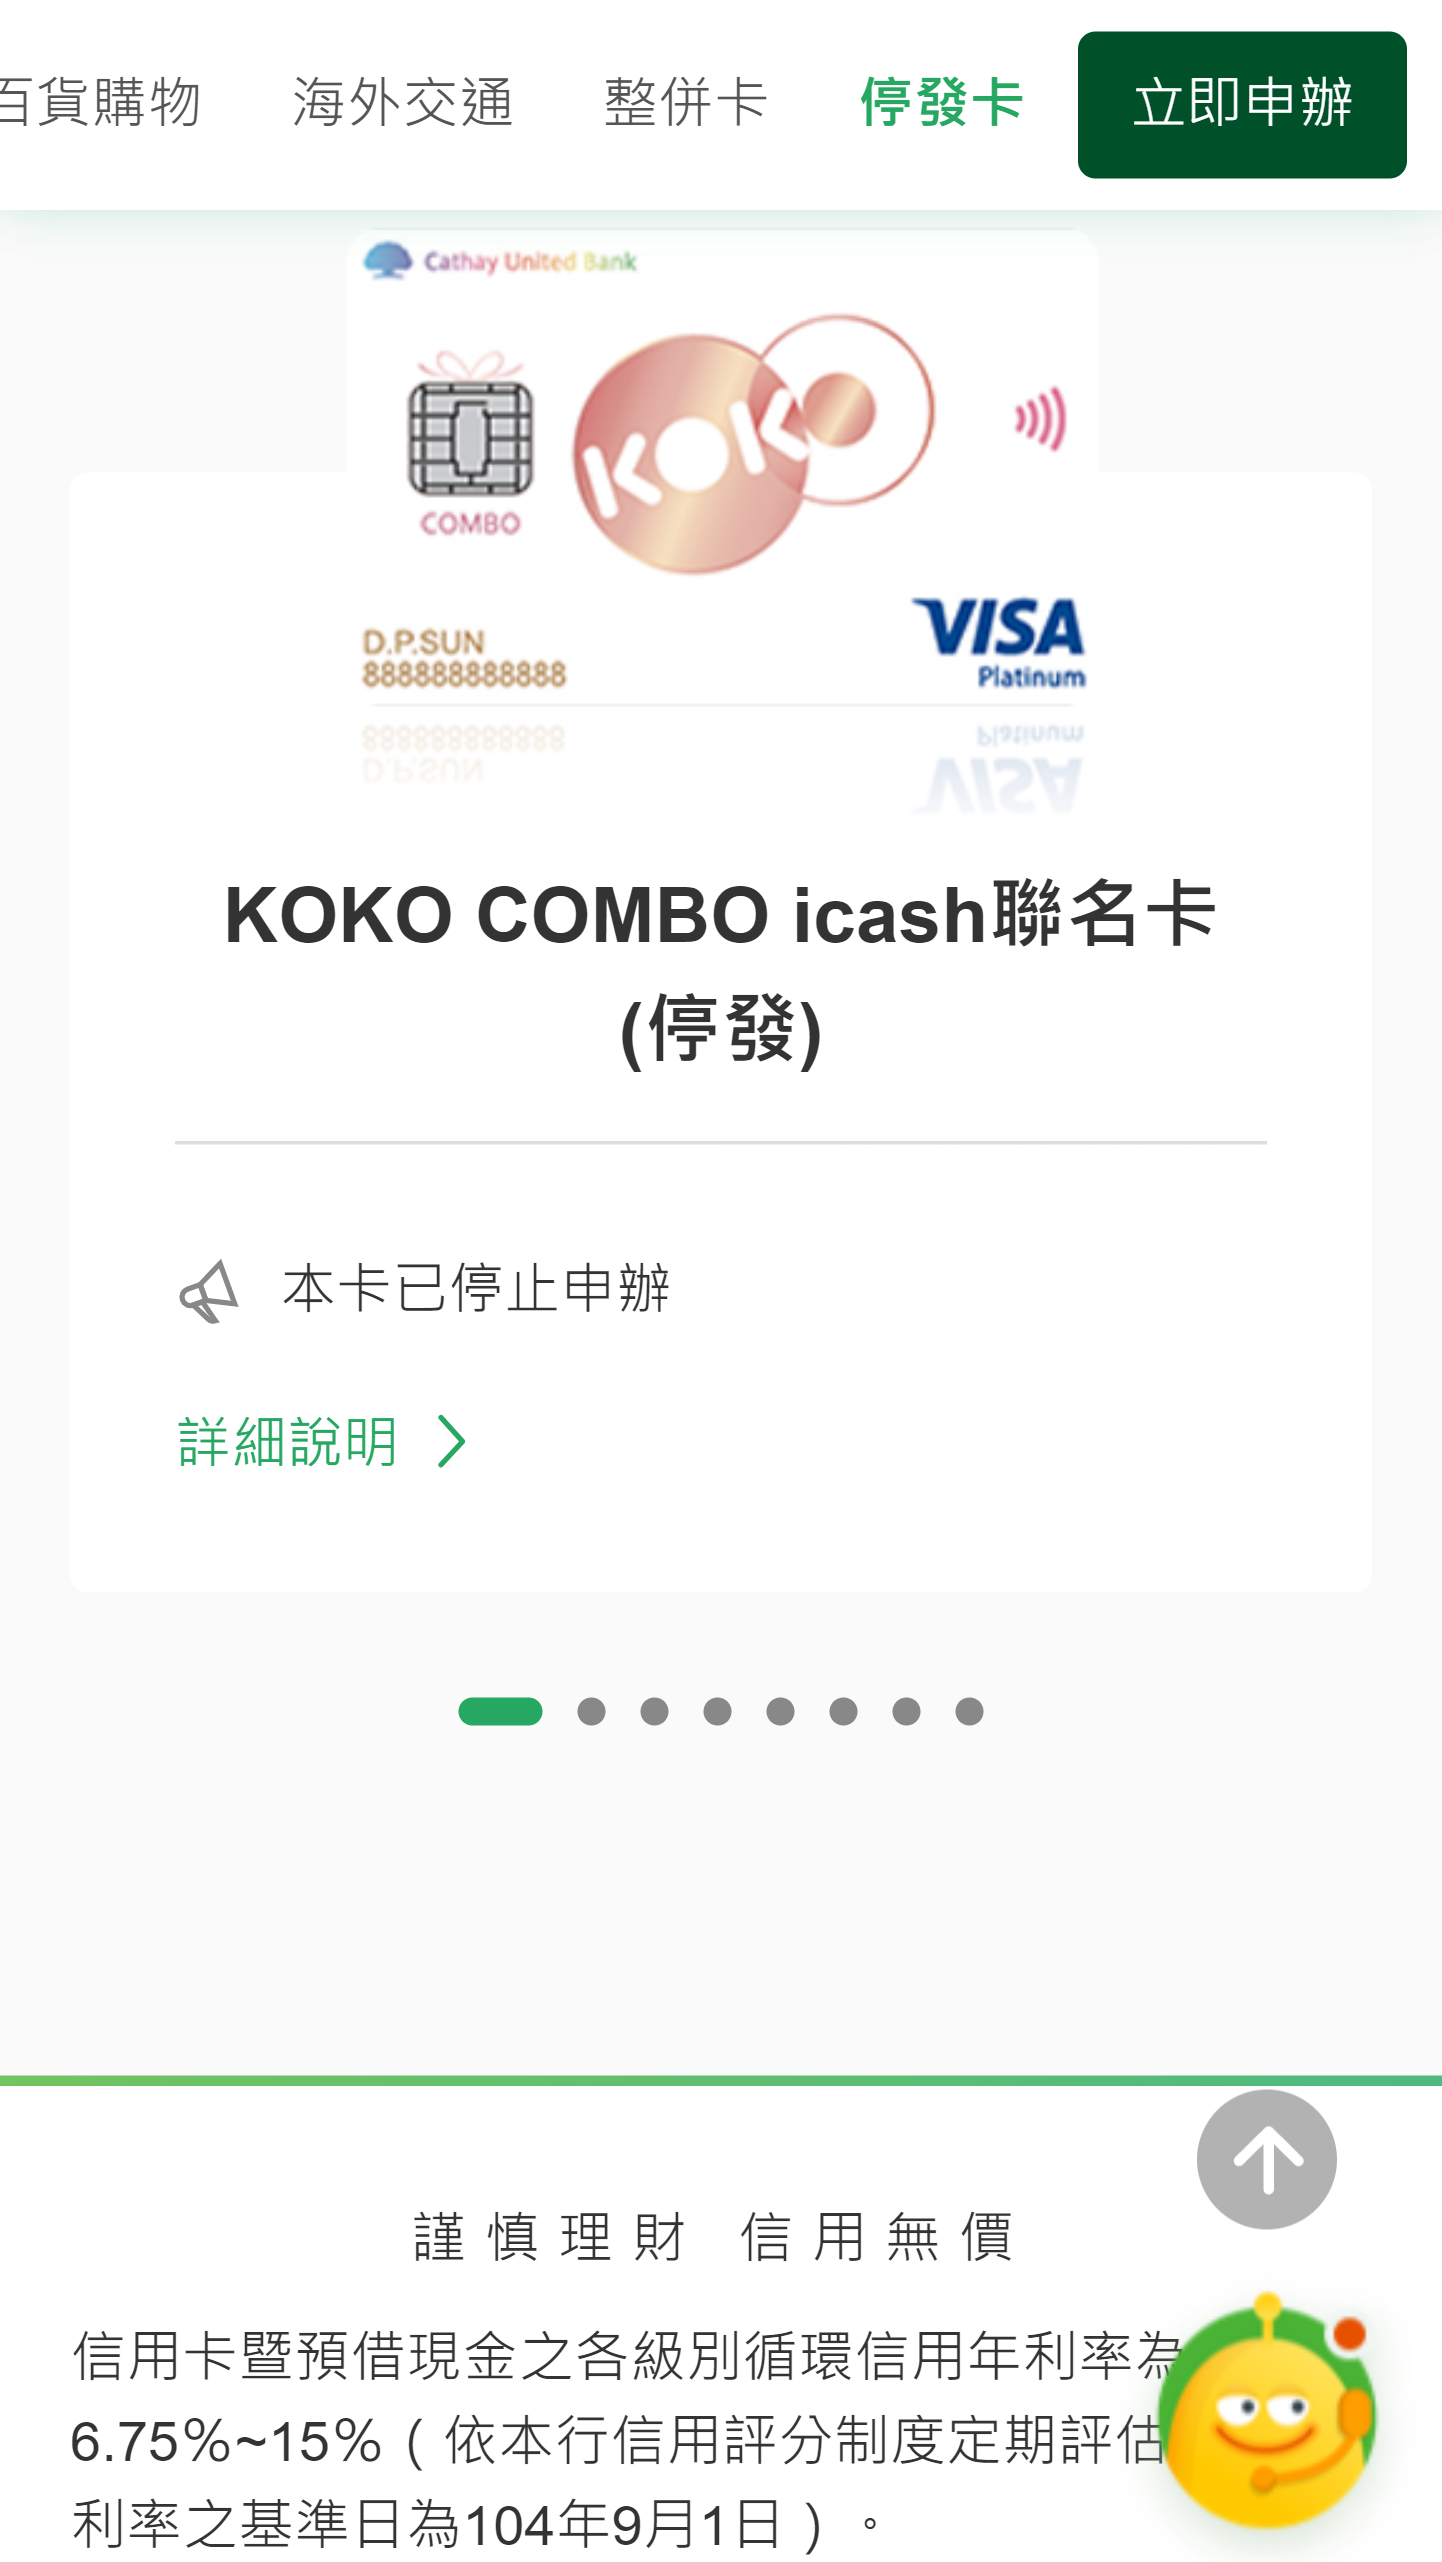 百貨購物 海外交通 整併卡 停發卡 立即申辦
Cathay United Bank
KOKO
COMBO
D.P.SUN
888888888888
VISA
Platinum
KOKO COMBO icash聯名卡
(停發)
本卡已停止申辦
詳細說明
謹慎理財 信用無價
信用卡暨預借現金之各級別循環信用年利率為
6.75%~15%（依本行信用評分制度定期評估
利率之基準日為104年9月1日）。